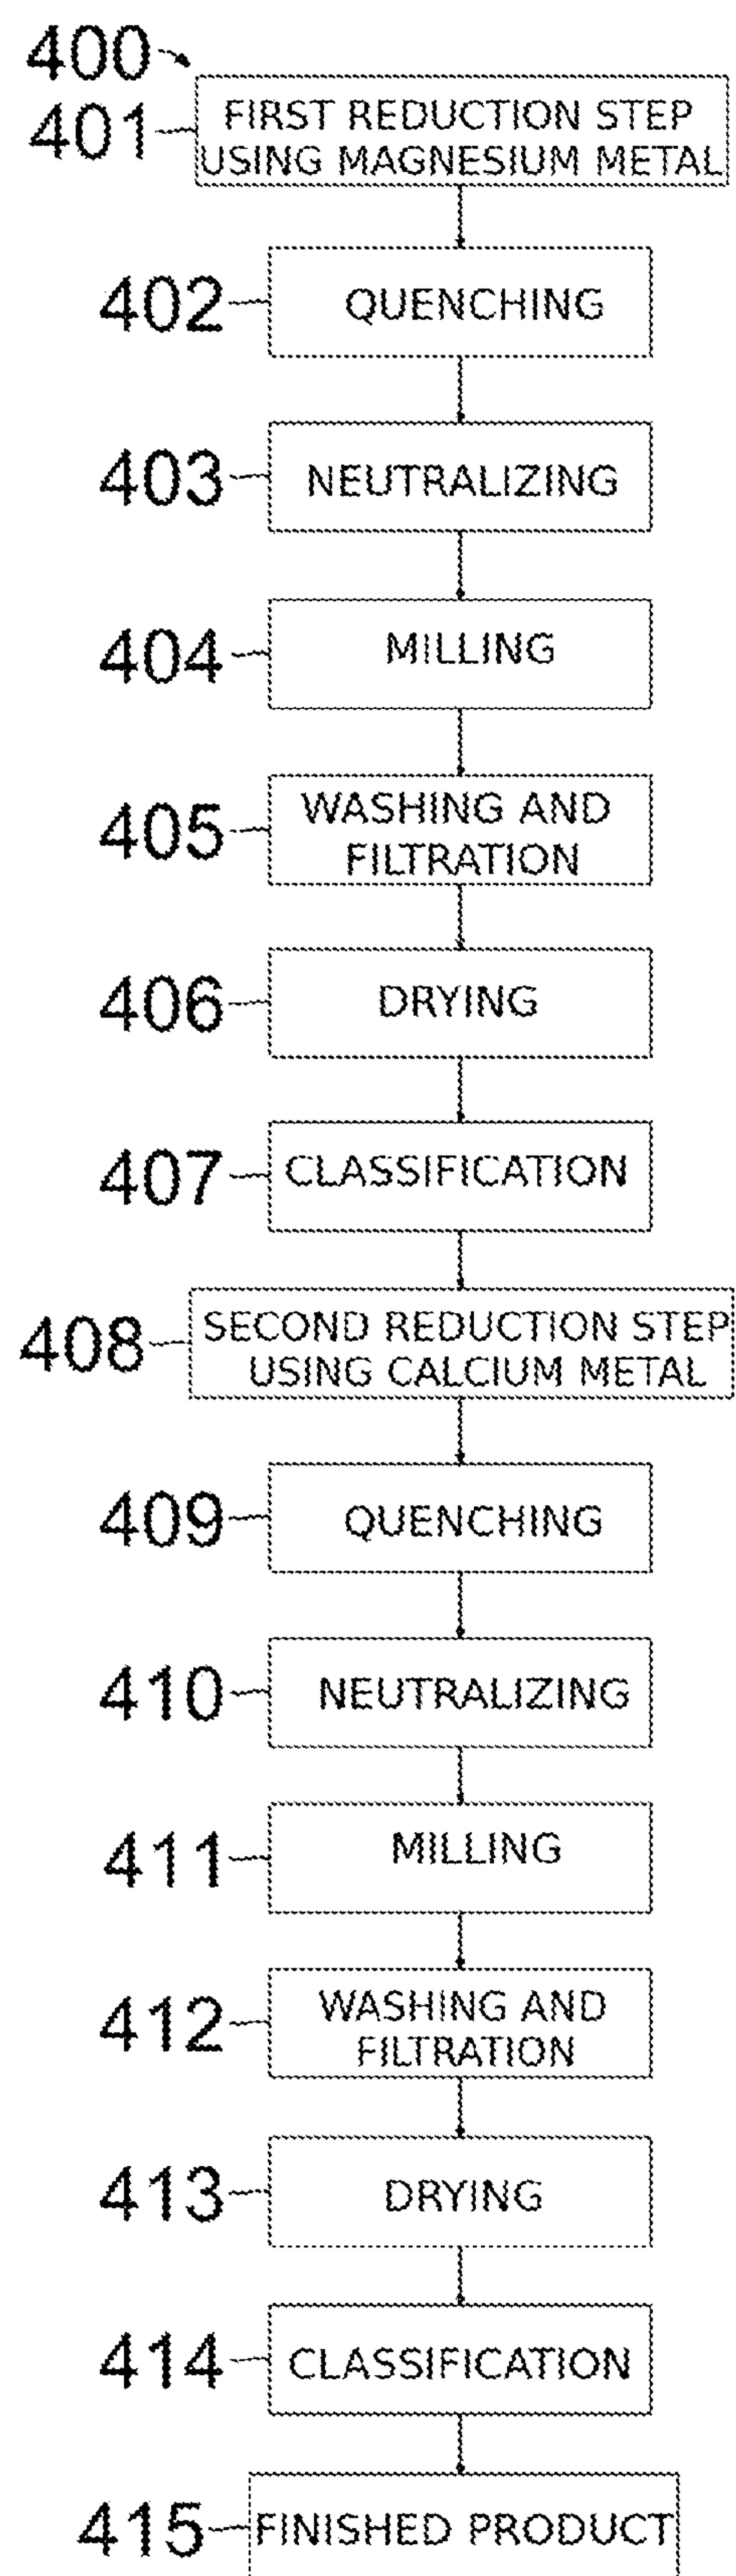 400
401
FIRST REDUCTION STEP
USING MAGNESIUM METAL
402
QUENCHING
403
NEUTRALIZING
404
MILLING
405
WASHING AND
FILTRATION
406
DRYING
407
CLASSIFICATION
408
SECOND REDUCTION STEP
USING CALCIUM METAL
409
QUENCHING
410
NEUTRALIZING
411
MILLING
412
WASHING AND
FILTRATION
413
DRYING
414
CLASSIFICATION
415
FINISHED PRODUCT